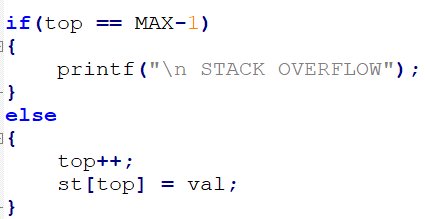 if(top == MAX-1)
{
    printf("\n STACK OVERFLOW");
}
else
{
    top++;
    st[top] = val;
}